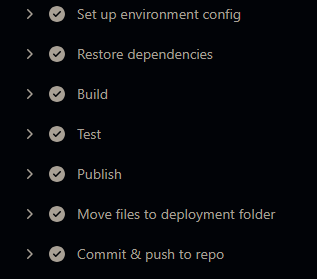 Set up environment config
Restore dependencies
Build
Test
Publish
Move files to deployment folder
Commit & push to repo